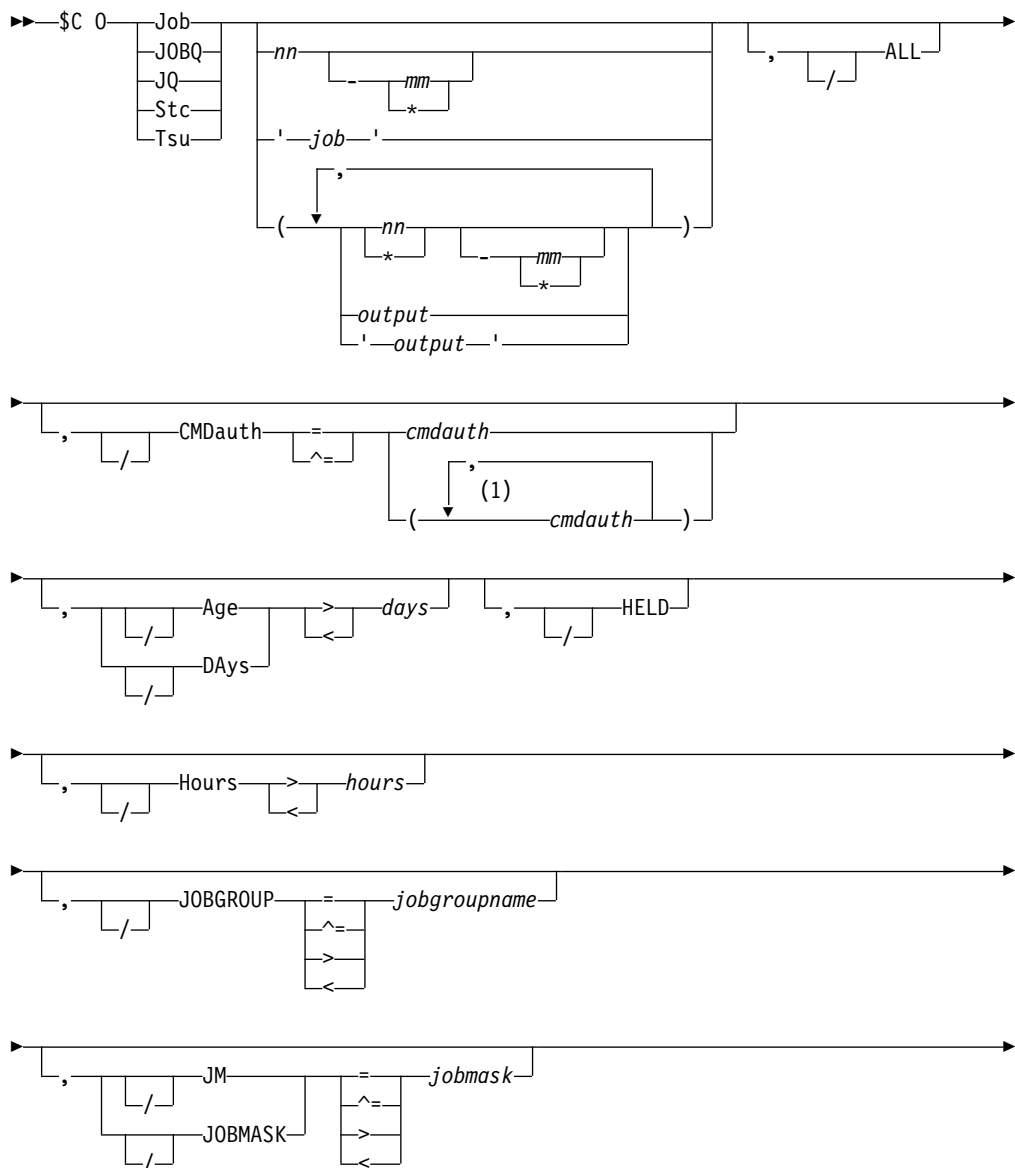 $C O Job nn - mm , / ALL
JOBQ *
JQ ' job '
Stc ,
Tsu ( nn - mm )
* *
output
' output '
, / CMDauth = cmdauth
^= ,
(1)
( cmdauth )
, / Age > days , / HELD
/ DAys <
, / Hours > hours
<
, / JOBGROUP = jobgroupname
^=
>
<
, / JM = jobmask
/ JOBMASK ^=
>
<